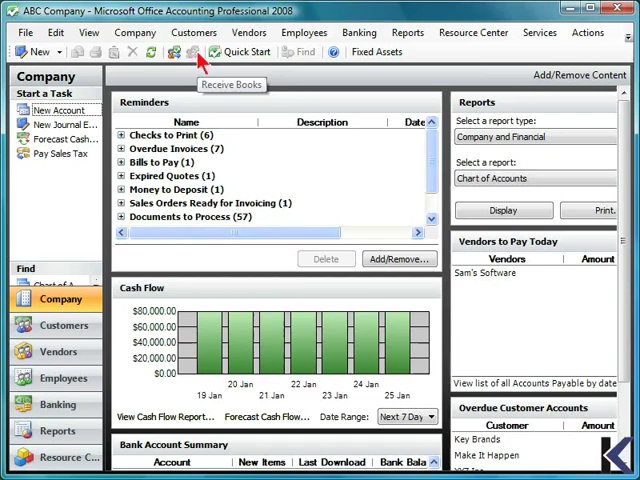 ABC Company - Microsoft Office Accounting Professional 2008
File Edit View Company Customers Vendors Employees Banking Reports Resource Center Services Actions
New Quick Start Find Fixed Assets
Receive Books
Company
Add/Remove Content
Start a Task
New Account
New Journal E...
Forecast Cash...
Pay Sales Tax
Find
Chart of A
Company
Customers
Vendors
Employees
Banking
Reports
Resource C...
Reminders
Name Description Date
Checks to Print (6)
Overdue Invoices (7)
Bills to Pay (1)
Expired Quotes (1)
Money to Deposit (1)
Sales Orders Ready for Invoicing (1)
Documents to Process (57)
Delete Add/Remove...
Cash Flow
$80,000.00
$60,000.00
$40,000.00
$20,000.00
$0.00
20 Jan 22 Jan 24 Jan
19 Jan 21 Jan 23 Jan 25 Jan
View Cash Flow Report... Forecast Cash Flow... Date Range: Next 7 Day
Bank Account Summary
Account New Items Last Download Bank Bala
Reports
Select a report type:
Company and Financial
Select a report:
Chart of Accounts
Display Print.
Vendors to Pay Today
Vendors Amount
Sam's Software
View list of all Accounts Payable by date
Overdue Customer Accounts
Customer Amount
Key Brands
Make It Happen